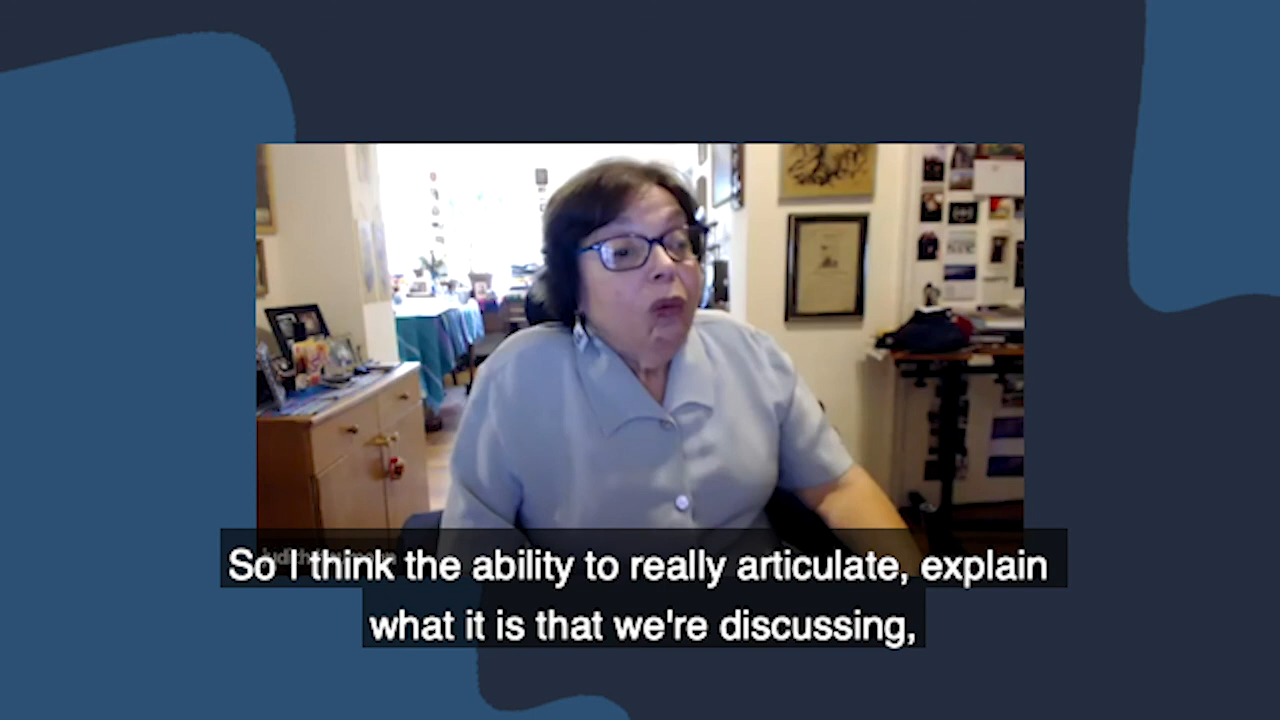 So I think the ability to really articulate, explain
what it is that we're discussing,